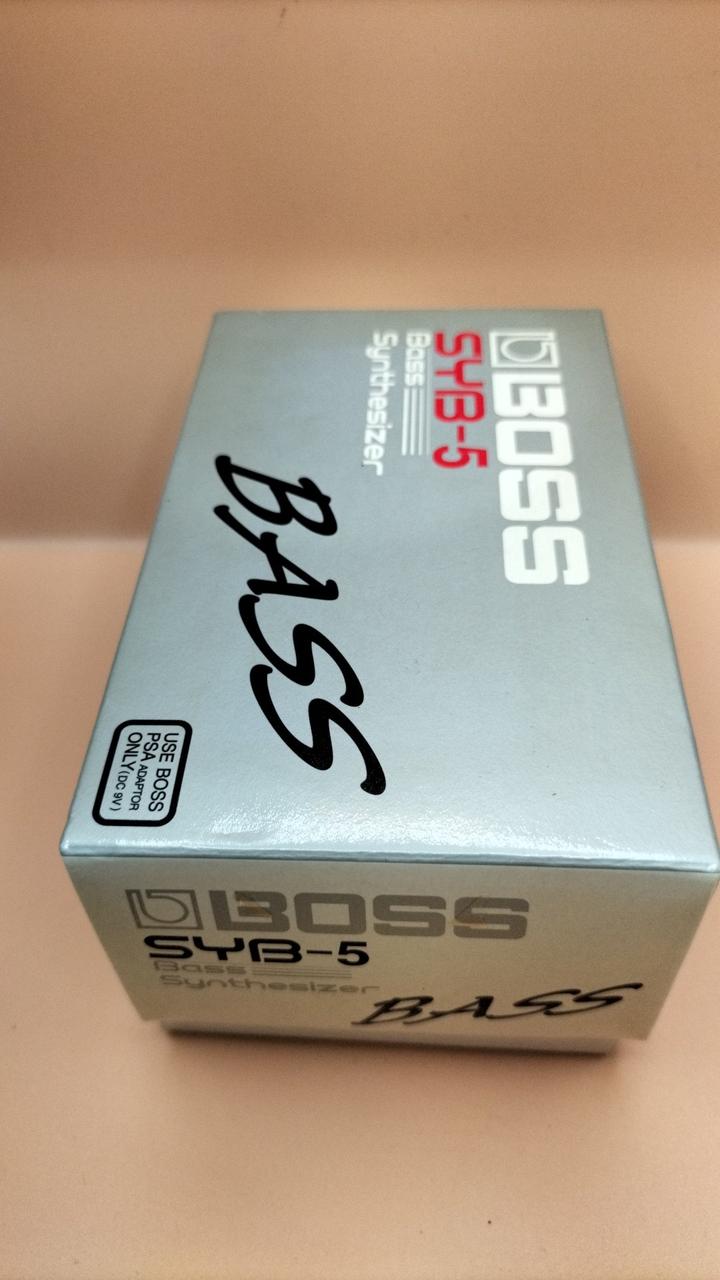 BOSS
SYB-5
Bass
Synthesizer
BASS
USE BOSS
PSA ADAPTOR
ONLY(DC 9V)
BOSS
SYB-5
Bass
Synthesizer
BASS